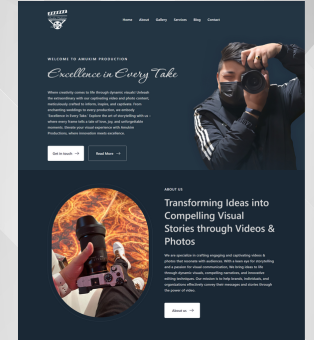 Home About Gallery Services Blog Contact
WELCOME TO AMUKIM PRODUCTION
Excellence in Every Take
Where creativity comes to life through dynamic visuals! Unleash
the extraordinary with our captivating video and photo content,
meticulously crafted to inform, inspire, and captivate. From
enchanting weddings to every production, we embody
'Excellence in Every Take.' Explore the art of storytelling with us -
where every frame tells a tale of love, joy, and unforgettable
moments. Elevate your visual experience with
Productions, where innovation meets excellence.
Get in touch → Read More →
ABOUT US
Transforming Ideas into
Compelling Visual
Stories through Videos &
Photos
We are specialize in crafting engaging and captivating videos &
photos that resonate with audiences. With a keen eye for storytelling
and a passion for visual communication, We bring ideas to life
through dynamic visuals, compelling narratives, and innovative
editing techniques. Our mission is to help brands, individuals, and
organizations effectively convey their messages and stories through
the power of video.
About us →